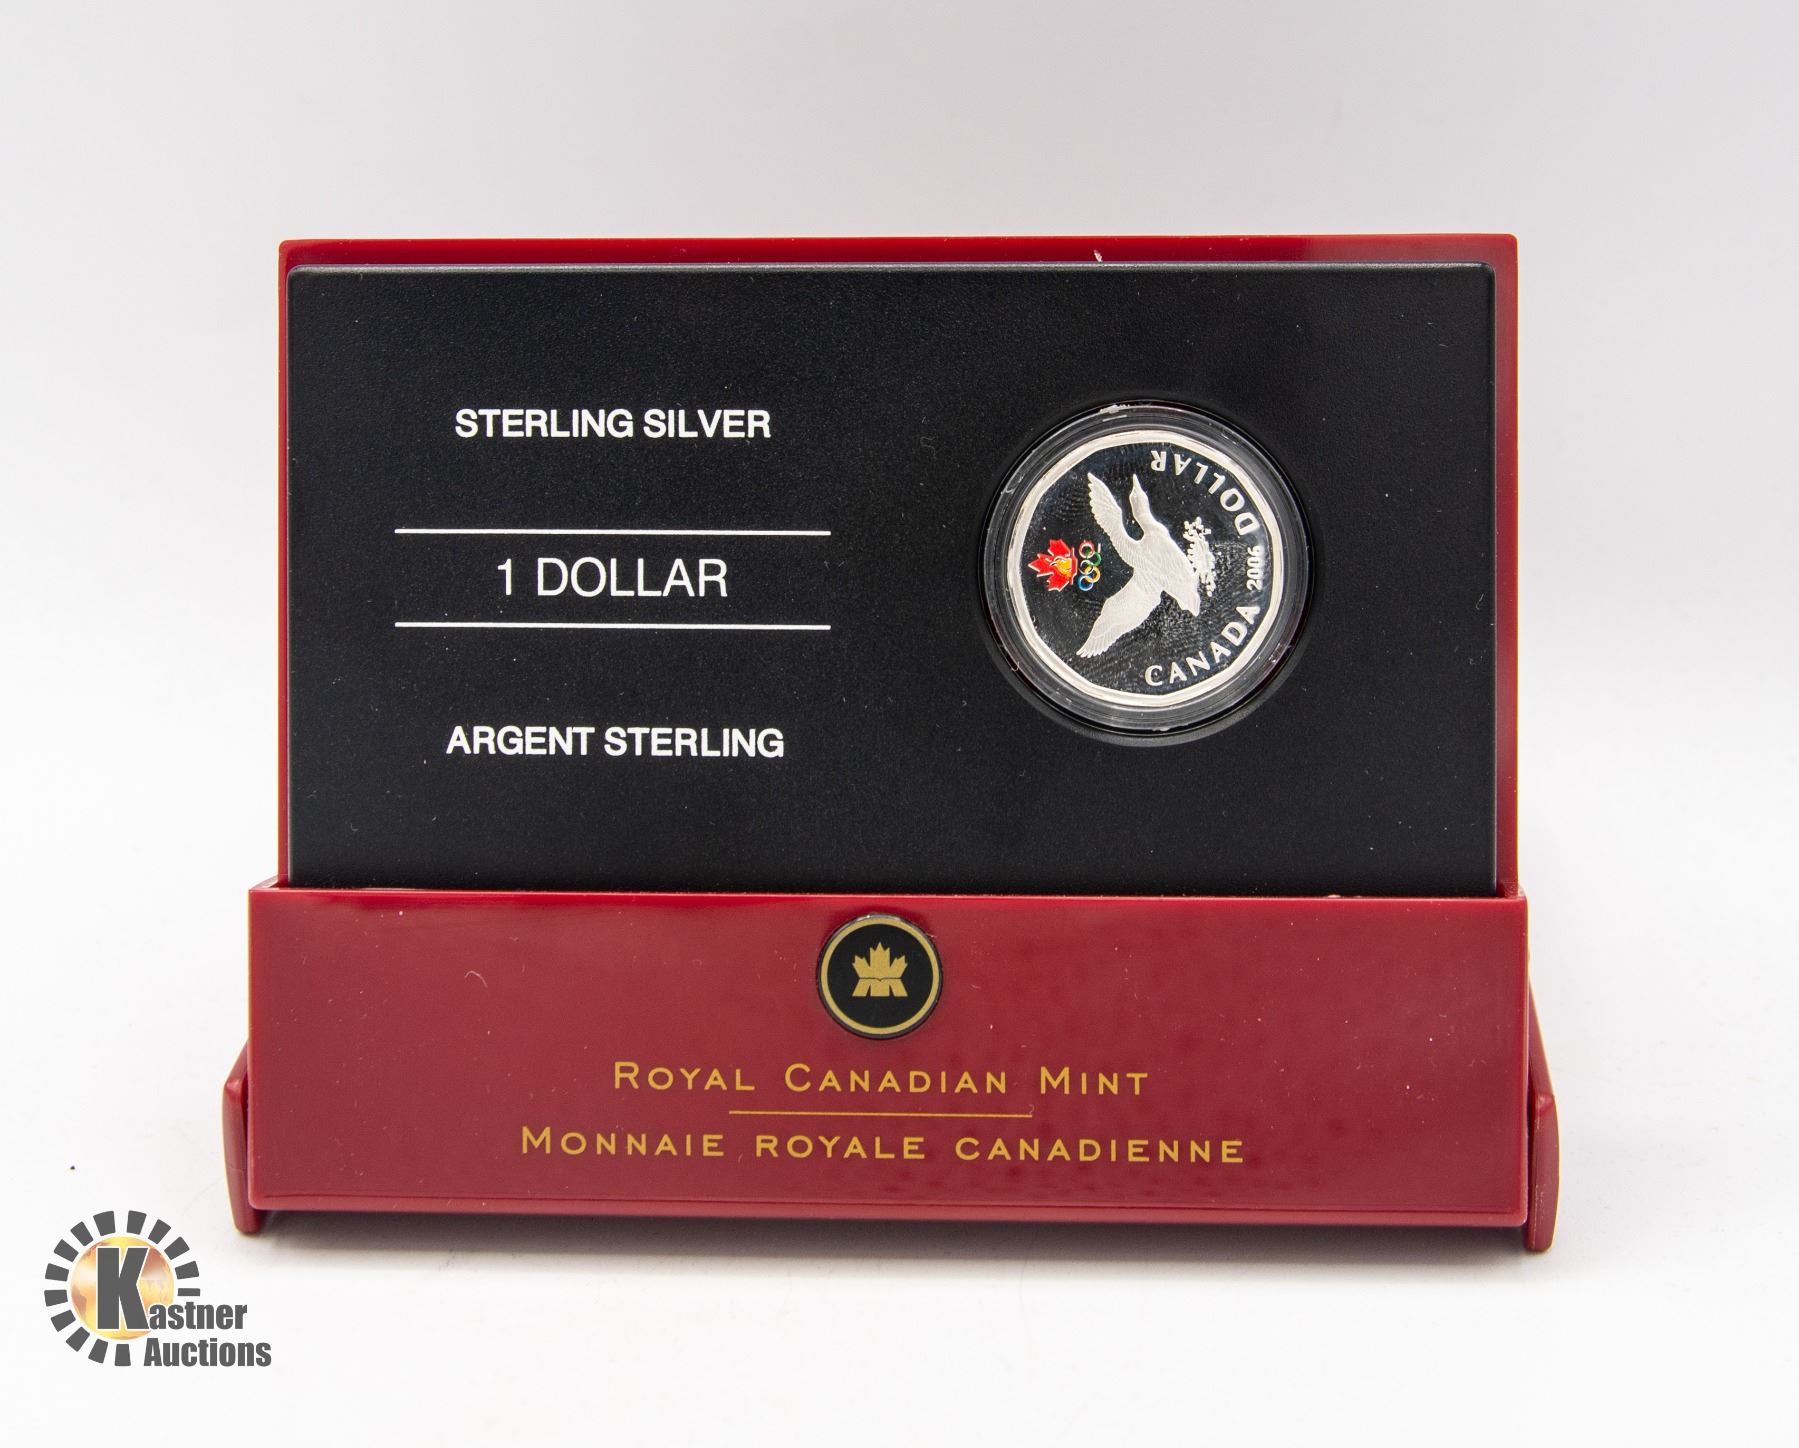 STERLING SILVER
1 DOLLAR
ARGENT STERLING
CANADA 2006 DOLLAR
ROYAL CANADIAN MINT
MONNAIE ROYALE CANADIENNE
Kastner
Auctions